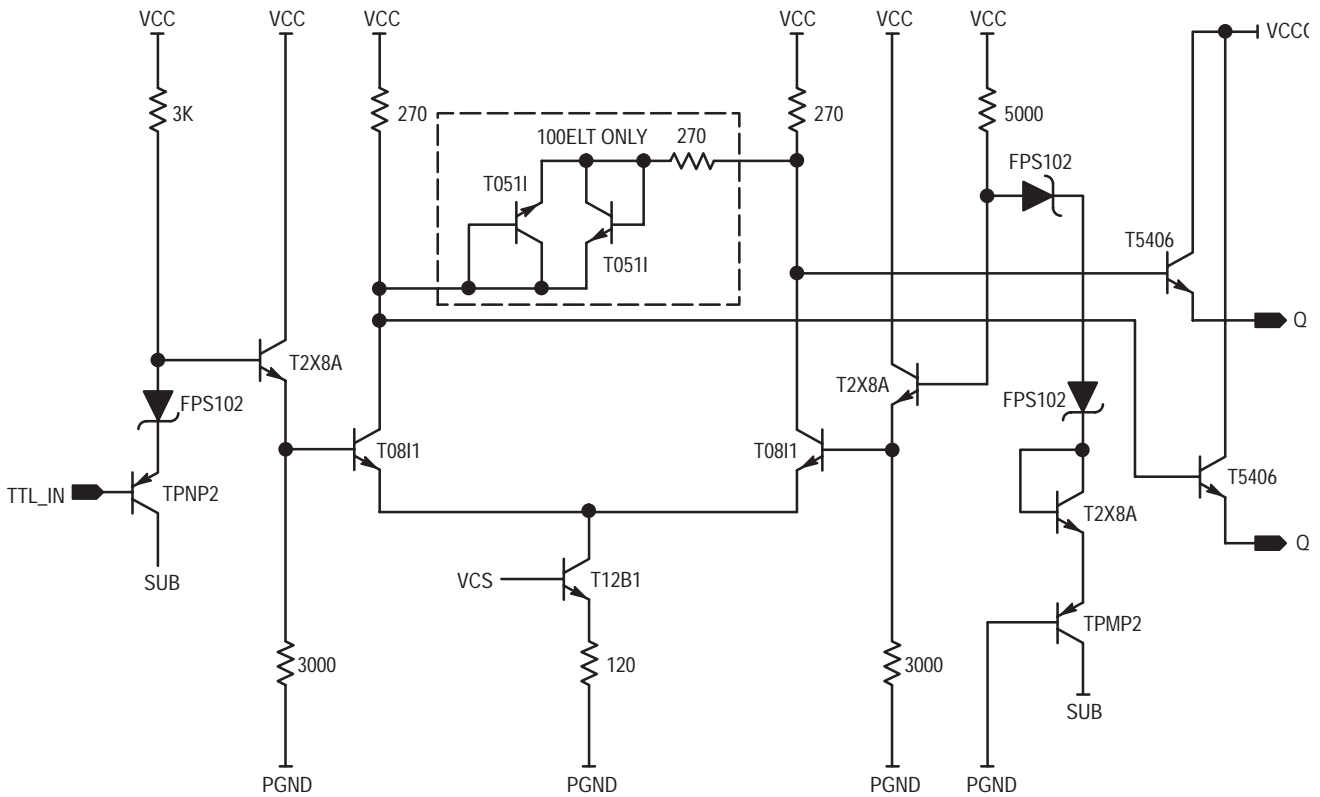 VCC
VCC
VCC
VCC
VCC
VCC
VCC
3K
270
100ELT ONLY
270
270
5000
FPS102
T051I
T051I
T5406
Q
T2X8A
FPS102
T2X8A
FPS102
T08I1
T08I1
TTL_IN
TPNP2
T5406
T2X8A
Q
SUB
VCS
T12B1
TPMP2
3000
120
3000
SUB
PGND
PGND
PGND
PGND